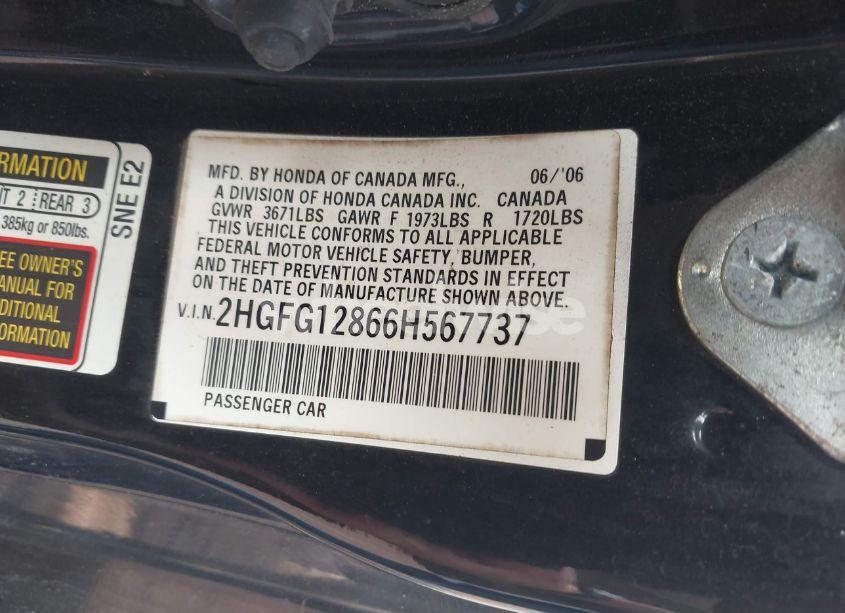 RMATION
T 2 ⋮ REAR 3
385kg or 850lbs.
EE OWNER'S
ANUAL FOR
DDITIONAL
FORMATION
SNE E2
MFD. BY HONDA OF CANADA MFG., 06/'06
A DIVISION OF HONDA CANADA INC. CANADA
GVWR 3671LBS GAWR F 1973LBS R 1720LBS
THIS VEHICLE CONFORMS TO ALL APPLICABLE
FEDERAL MOTOR VEHICLE SAFETY, BUMPER,
AND THEFT PREVENTION STANDARDS IN EFFECT
ON THE DATE OF MANUFACTURE SHOWN ABOVE.
V.I.N. 2HGFG12866H567737
PASSENGER CAR